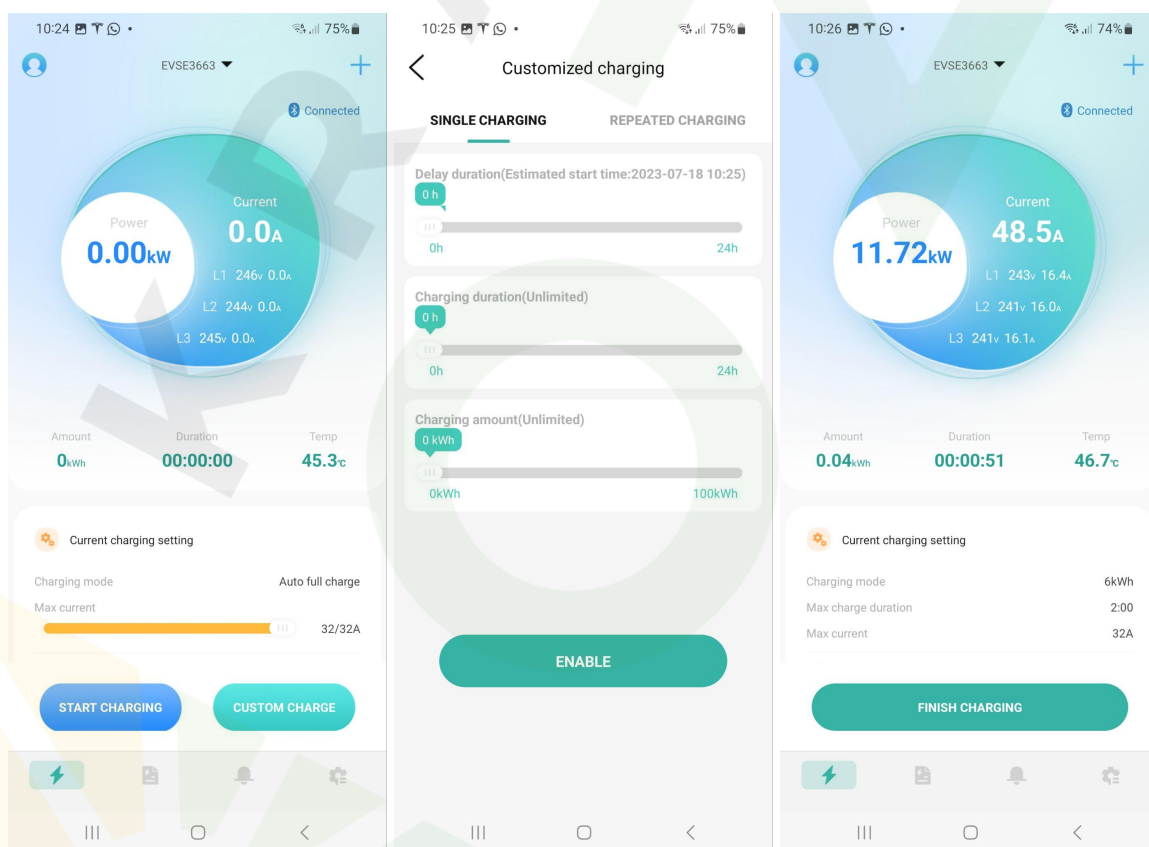 10:24
75%
EVSE3663
Connected
Current
Power
0.0A
0.00kW
L1 246v 0.0A
L2 244v 0.0A
L3 245v 0.0A
Amount Duration Temp
0kWh 00:00:00 45.3℃
Current charging setting
Charging mode Auto full charge
Max current
32/32A
START CHARGING CUSTOM CHARGE
10:25
75%
Customized charging
SINGLE CHARGING REPEATED CHARGING
Delay duration(Estimated start time:2023-07-18 10:25)
0 h
0h 24h
Charging duration(Unlimited)
0 h
0h 24h
Charging amount(Unlimited)
0 kWh
0kWh 100kWh
ENABLE
10:26
74%
EVSE3663
Connected
Current
Power
48.5A
11.72kW
L1 243v 16.4A
L2 241v 16.0A
L3 241v 16.1A
Amount Duration Temp
0.04kWh 00:00:51 46.7℃
Current charging setting
Charging mode 6kWh
Max charge duration 2:00
Max current 32A
FINISH CHARGING